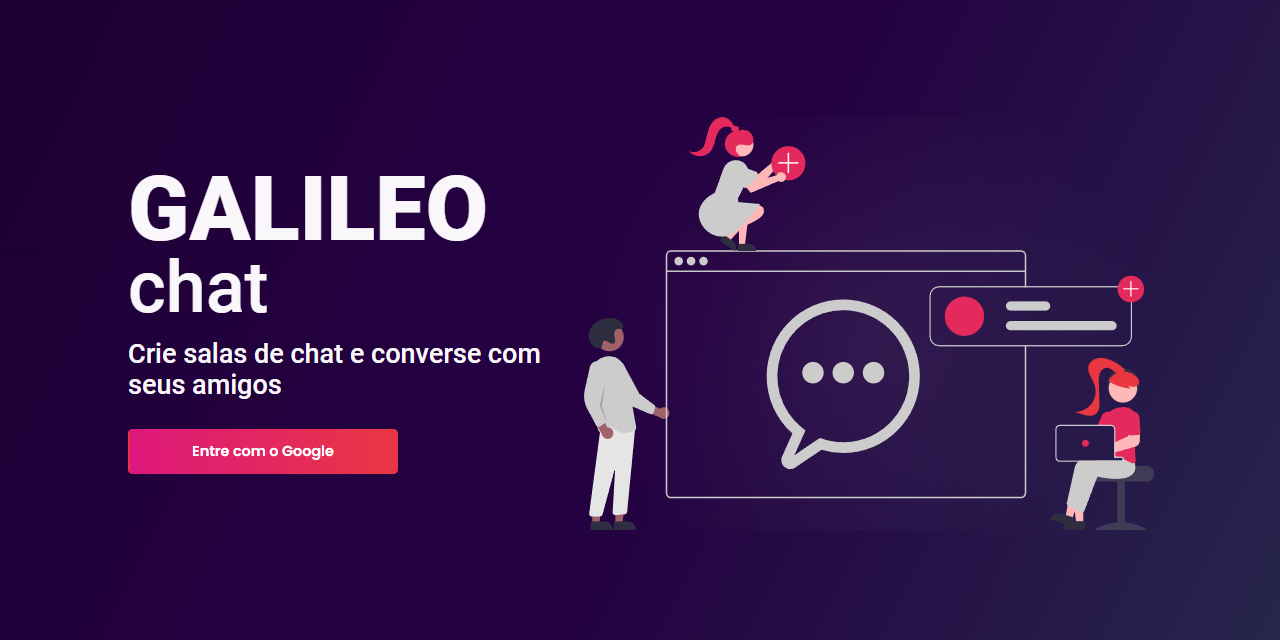 GALILEO
chat
Crie salas de chat e converse com
seus amigos
Entre com o Google